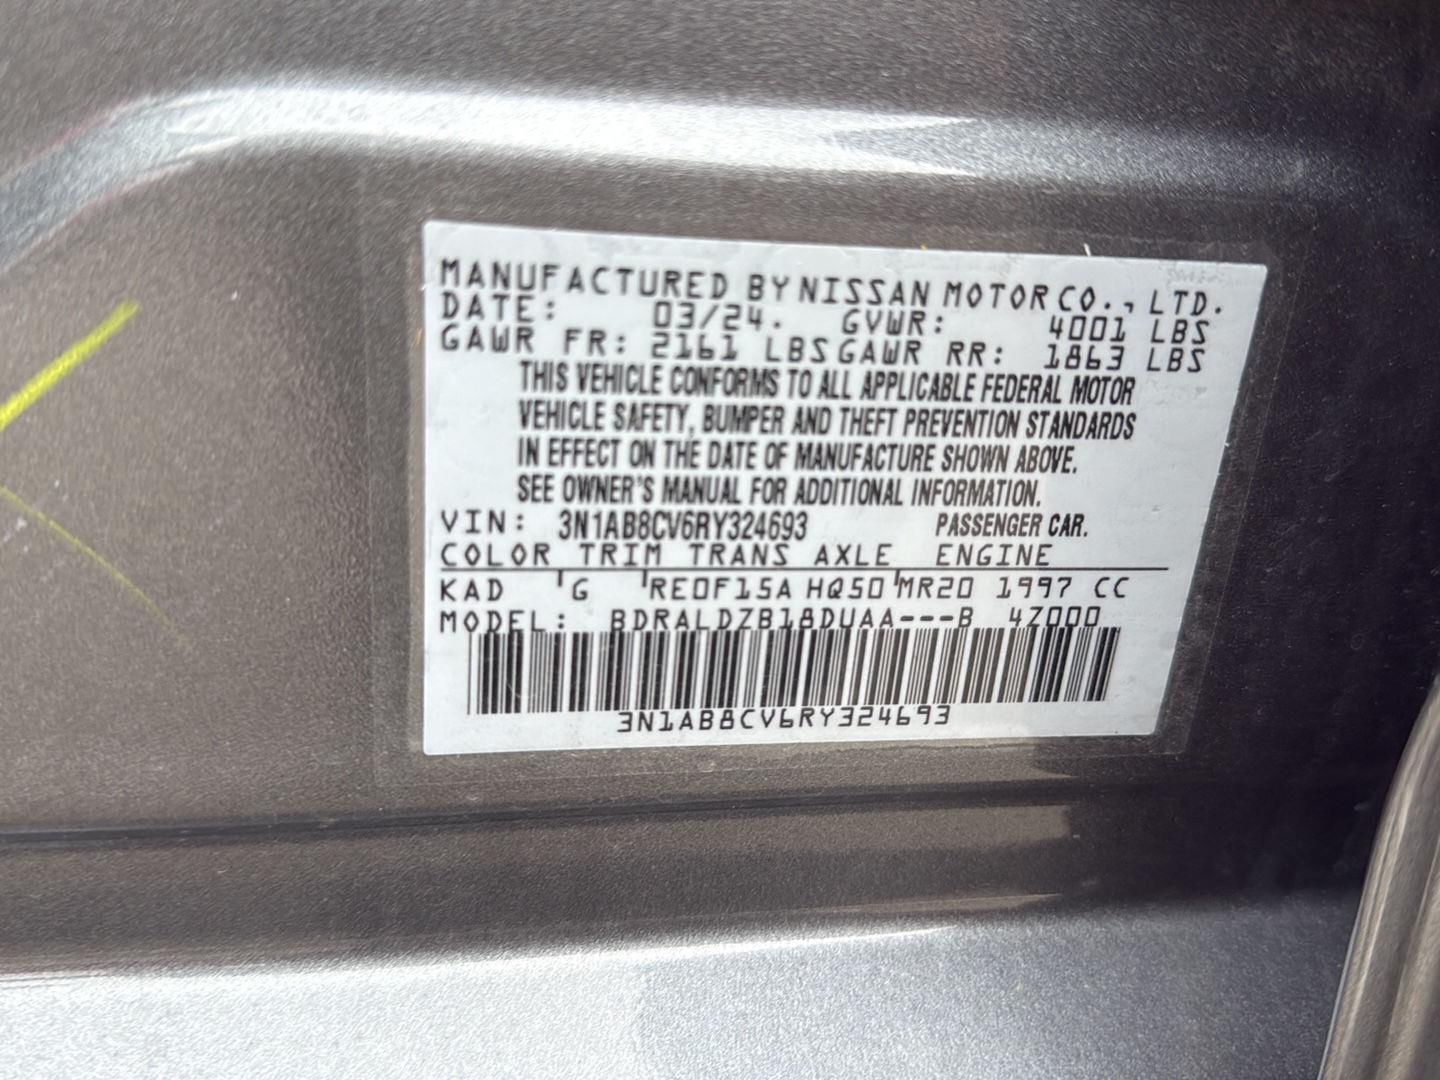 MANUFACTURED BY NISSAN MOTOR CO., LTD.
DATE: 03/24. GVWR: 4001 LBS
GAWR FR: 2161 LBS GAWR RR: 1863 LBS
THIS VEHICLE CONFORMS TO ALL APPLICABLE FEDERAL MOTOR
VEHICLE SAFETY, BUMPER AND THEFT PREVENTION STANDARDS
IN EFFECT ON THE DATE OF MANUFACTURE SHOWN ABOVE.
SEE OWNER'S MANUAL FOR ADDITIONAL INFORMATION.
VIN: 3N1AB8CV6RY324693 PASSENGER CAR.
COLOR TRIM TRANS AXLE ENGINE
KAD 'G 'RE0F15A HQ50 'MR20 1997 CC
MODEL: BDRALDZB18DUAA---B 4Z000
3N1AB8CV6RY324693